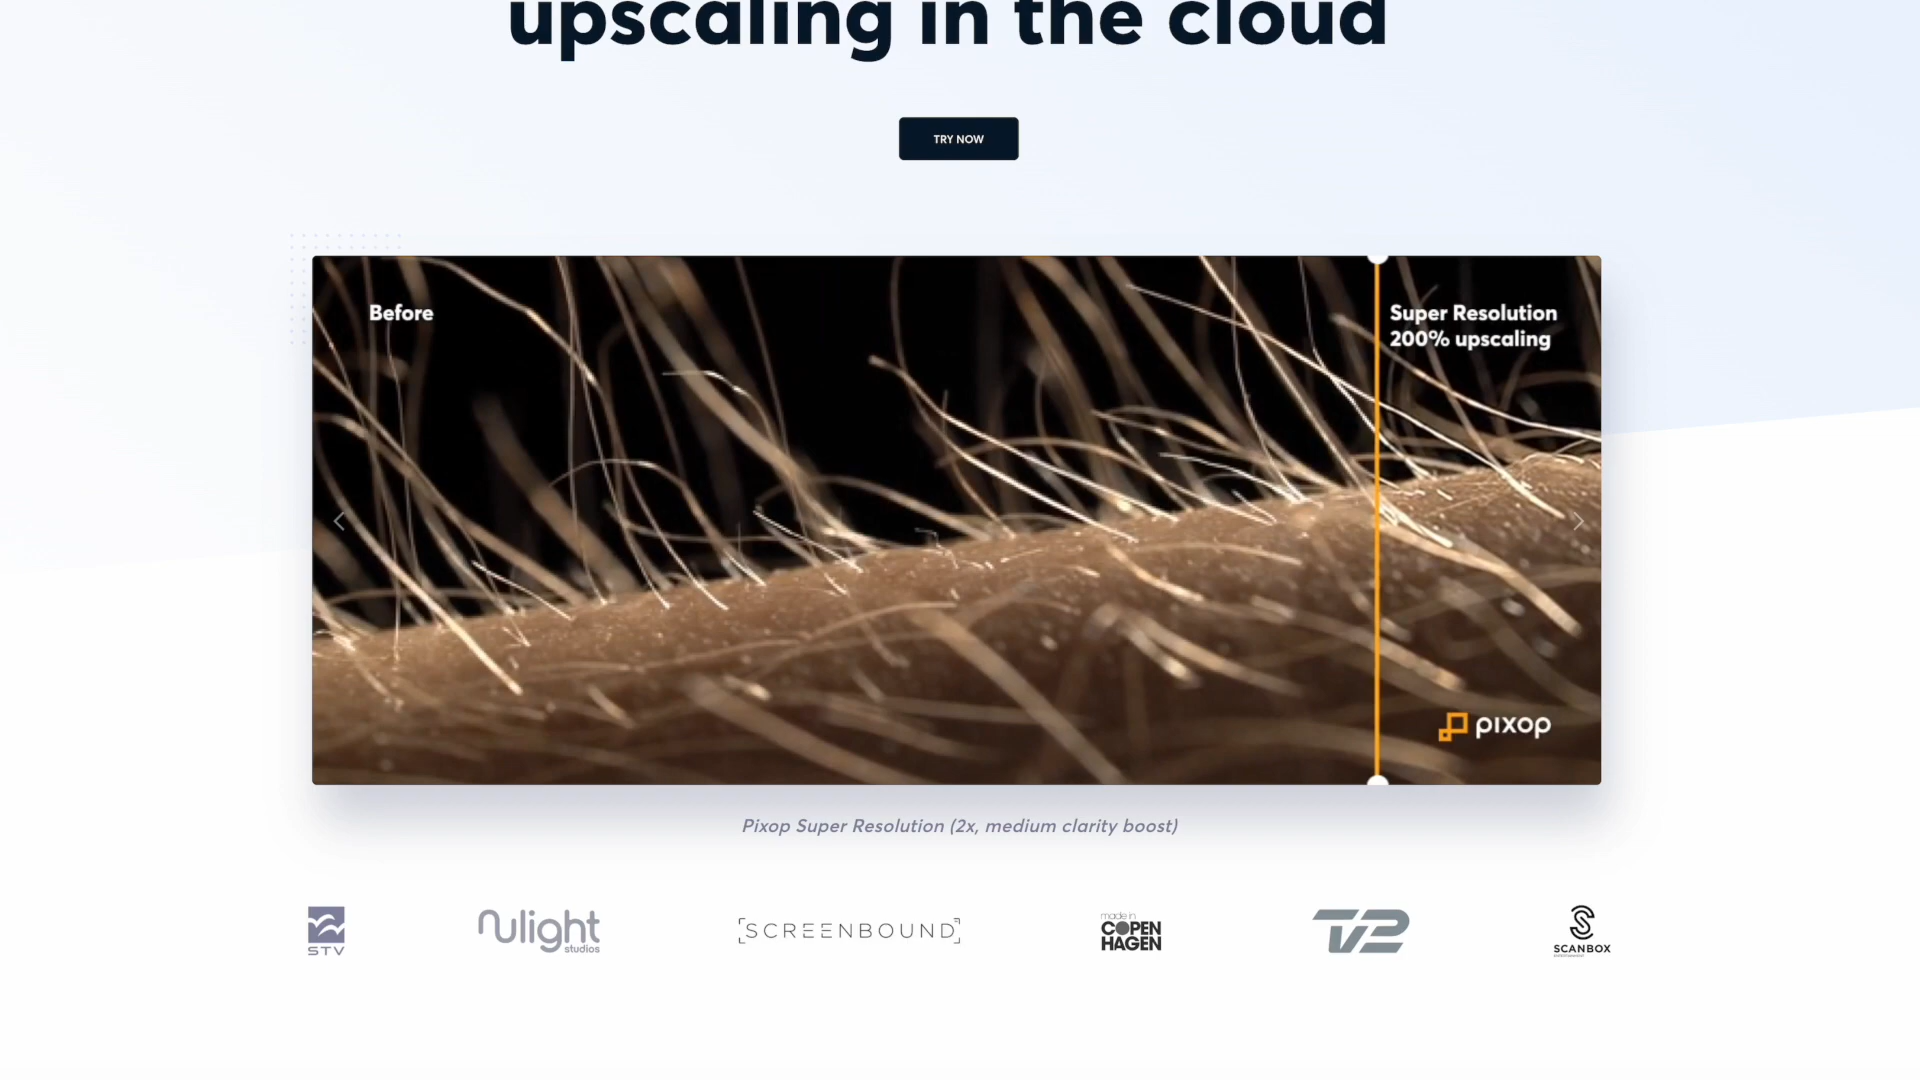 upscaling in the cloud
TRY NOW
Before
Super Resolution
200% upscaling
pixop
Pixop Super Resolution (2x, medium clarity boost)
STV
nulight
studios
SCREENBOUND
made in
COPEN
HAGEN
TV2
SCANBOX